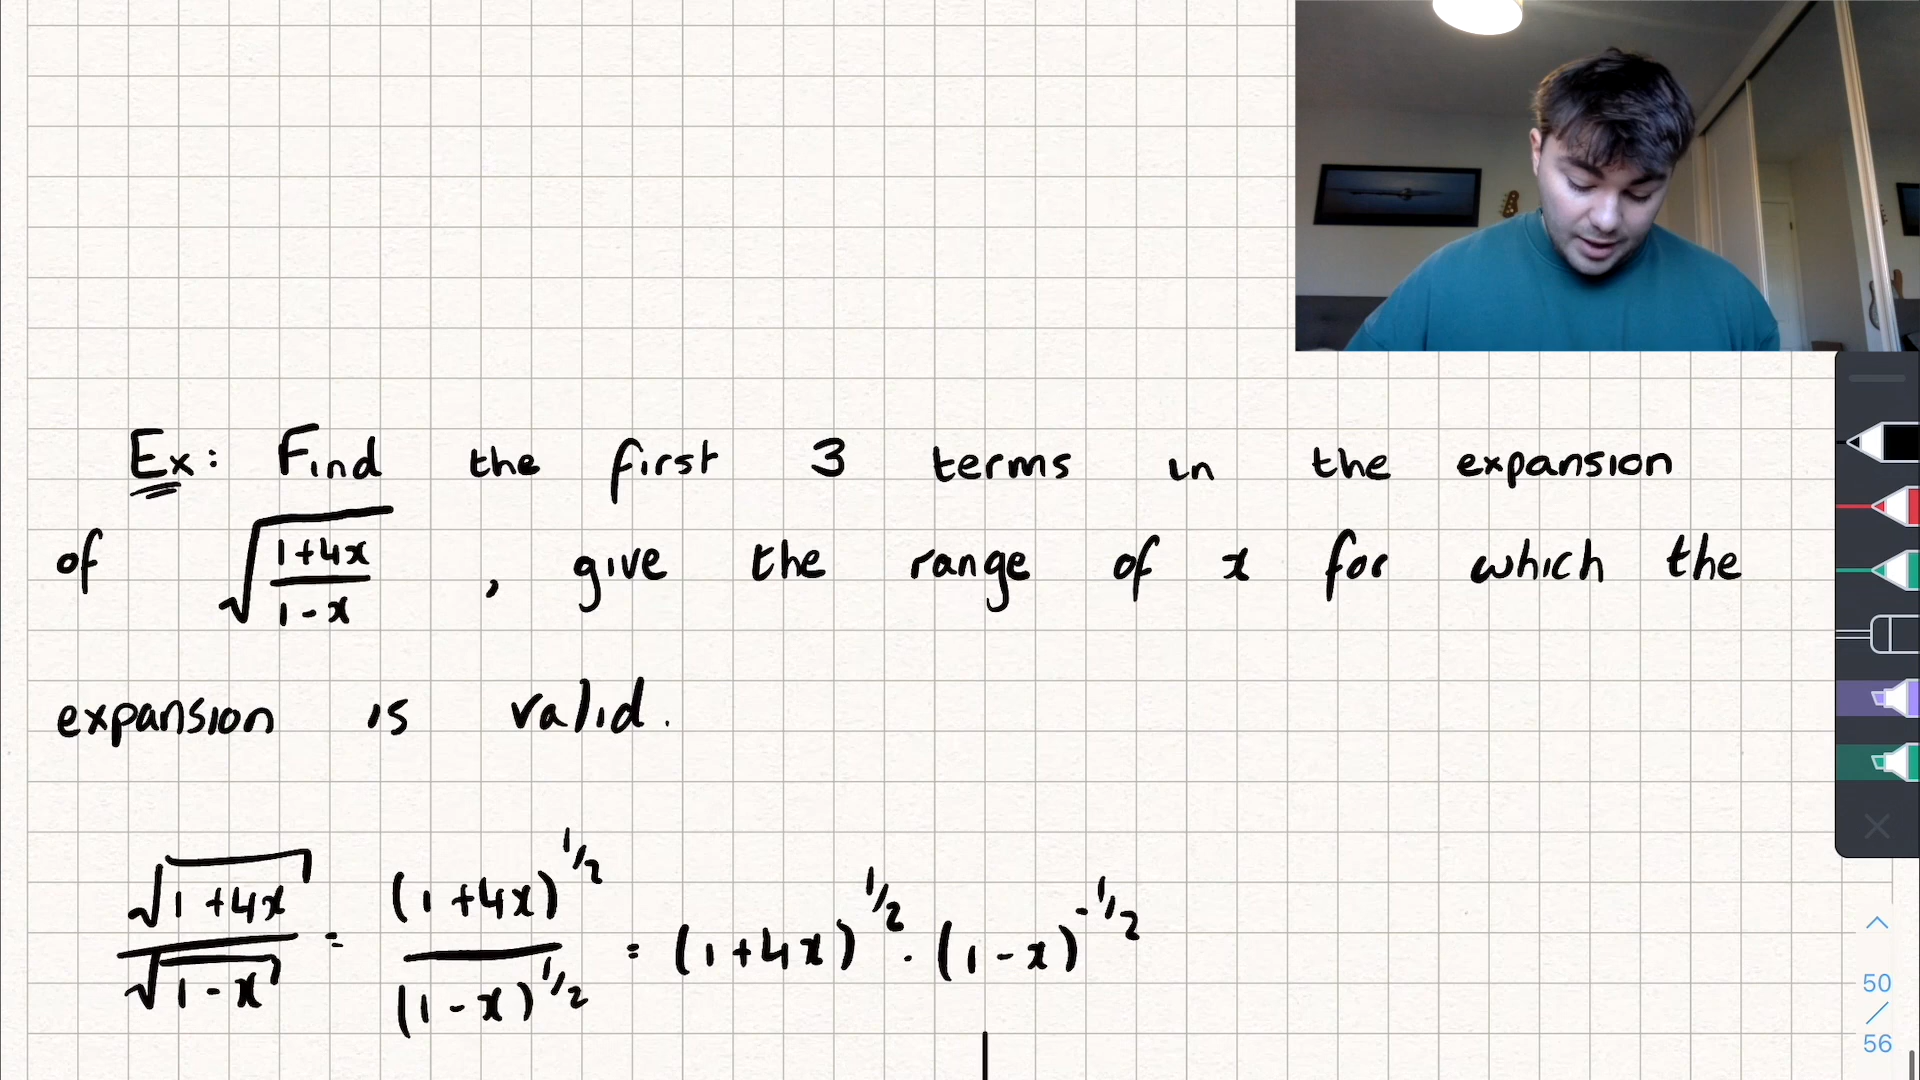 Ex: Find the first 3 terms in the expansion
of √((1+4x)/(1-x)) , give the range of x for which the
expansion is valid.
√(1+4x)/√(1-x) = (1+4x)^1/2/(1-x)^1/2 = (1+4x)^1/2 . (1-x)^-1/2
50
/
56